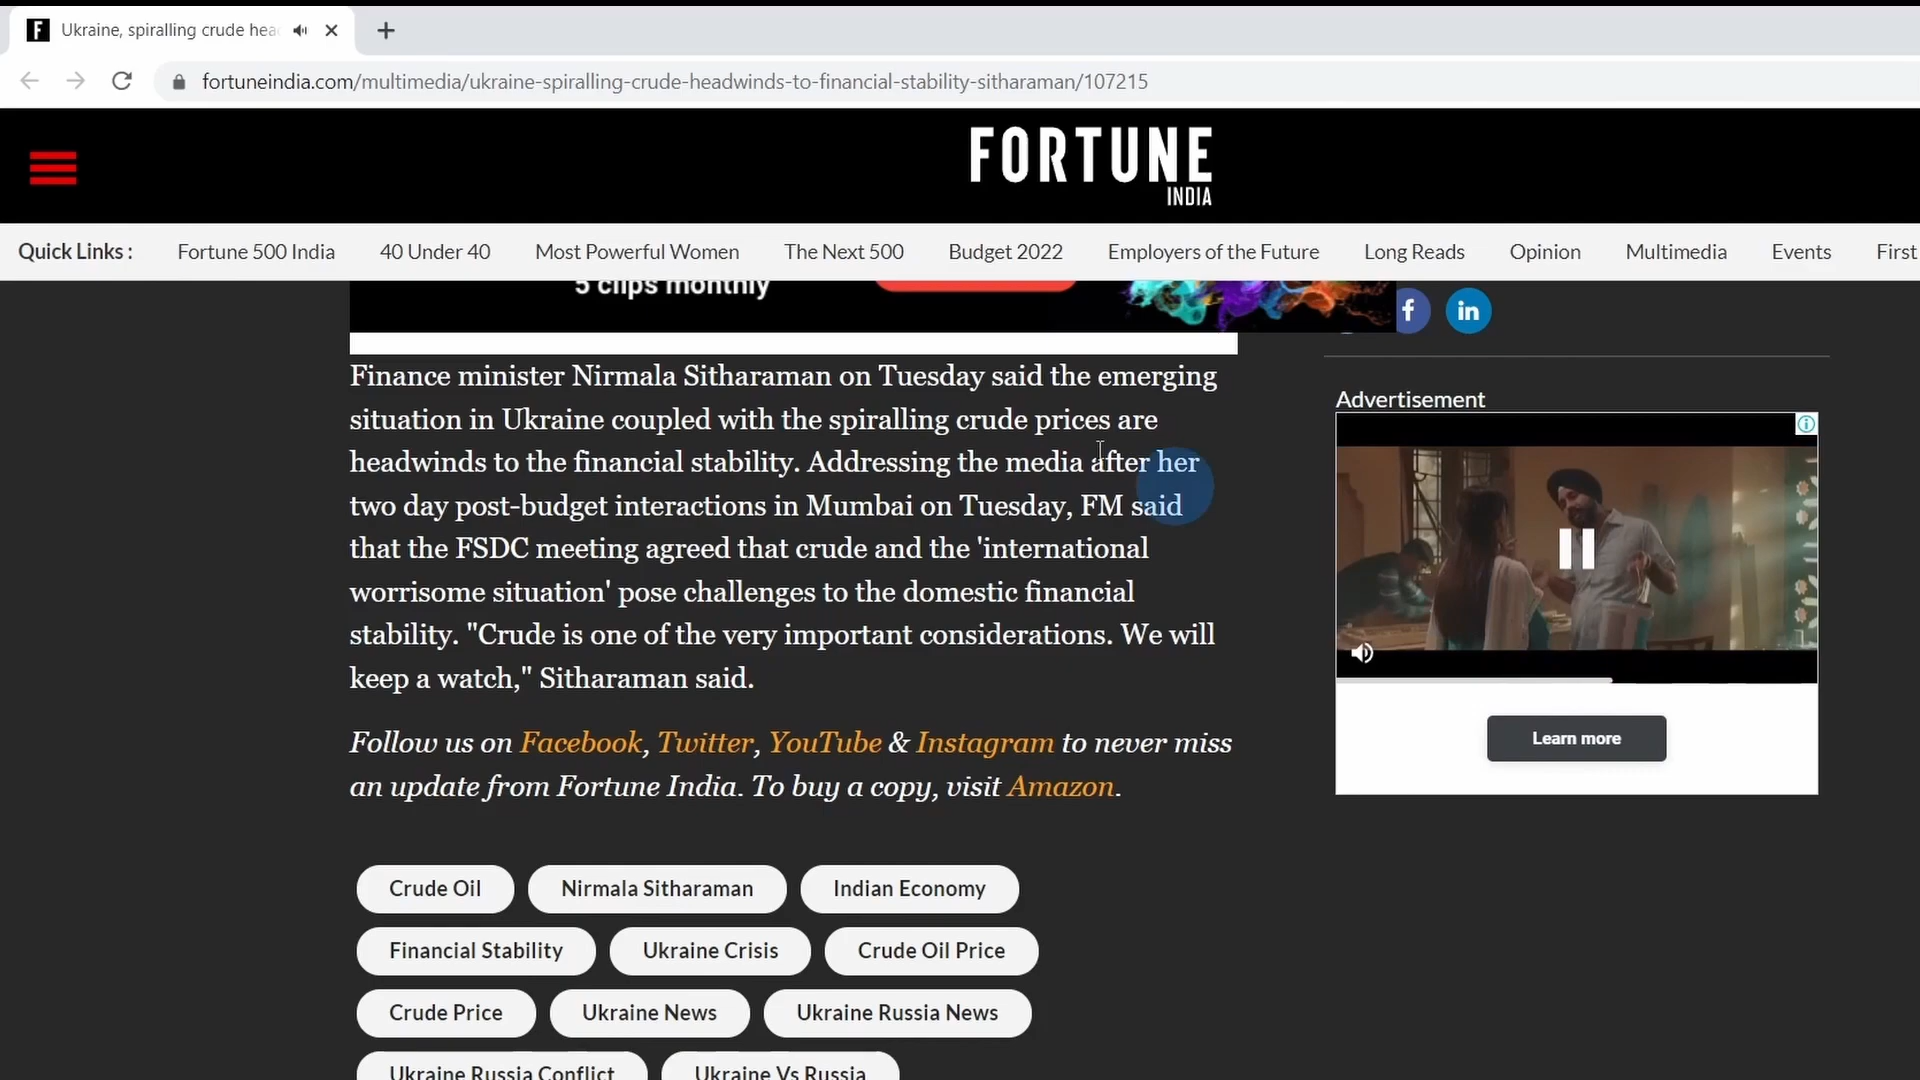 Ukraine, spiralling crude hea
fortuneindia.com/multimedia/ukraine-spiralling-crude-headwinds-to-financial-stability-sitharaman/107215
FORTUNE
INDIA
Quick Links : Fortune 500 India 40 Under 40 Most Powerful Women The Next 500 Budget 2022 Employers of the Future Long Reads Opinion Multimedia Events First
5 clips monthly
Finance minister Nirmala Sitharaman on Tuesday said the emerging
situation in Ukraine coupled with the spiralling crude prices are
headwinds to the financial stability. Addressing the media after her
two day post-budget interactions in Mumbai on Tuesday, FM said
that the FSDC meeting agreed that crude and the 'international
worrisome situation' pose challenges to the domestic financial
stability. "Crude is one of the very important considerations. We will
keep a watch," Sitharaman said.
Follow us on Facebook, Twitter, YouTube & Instagram to never miss
an update from Fortune India. To buy a copy, visit Amazon.
Advertisement
Learn more
Crude Oil Nirmala Sitharaman Indian Economy
Financial Stability Ukraine Crisis Crude Oil Price
Crude Price Ukraine News Ukraine Russia News
Ukraine Russia Conflict Ukraine Vs Russia